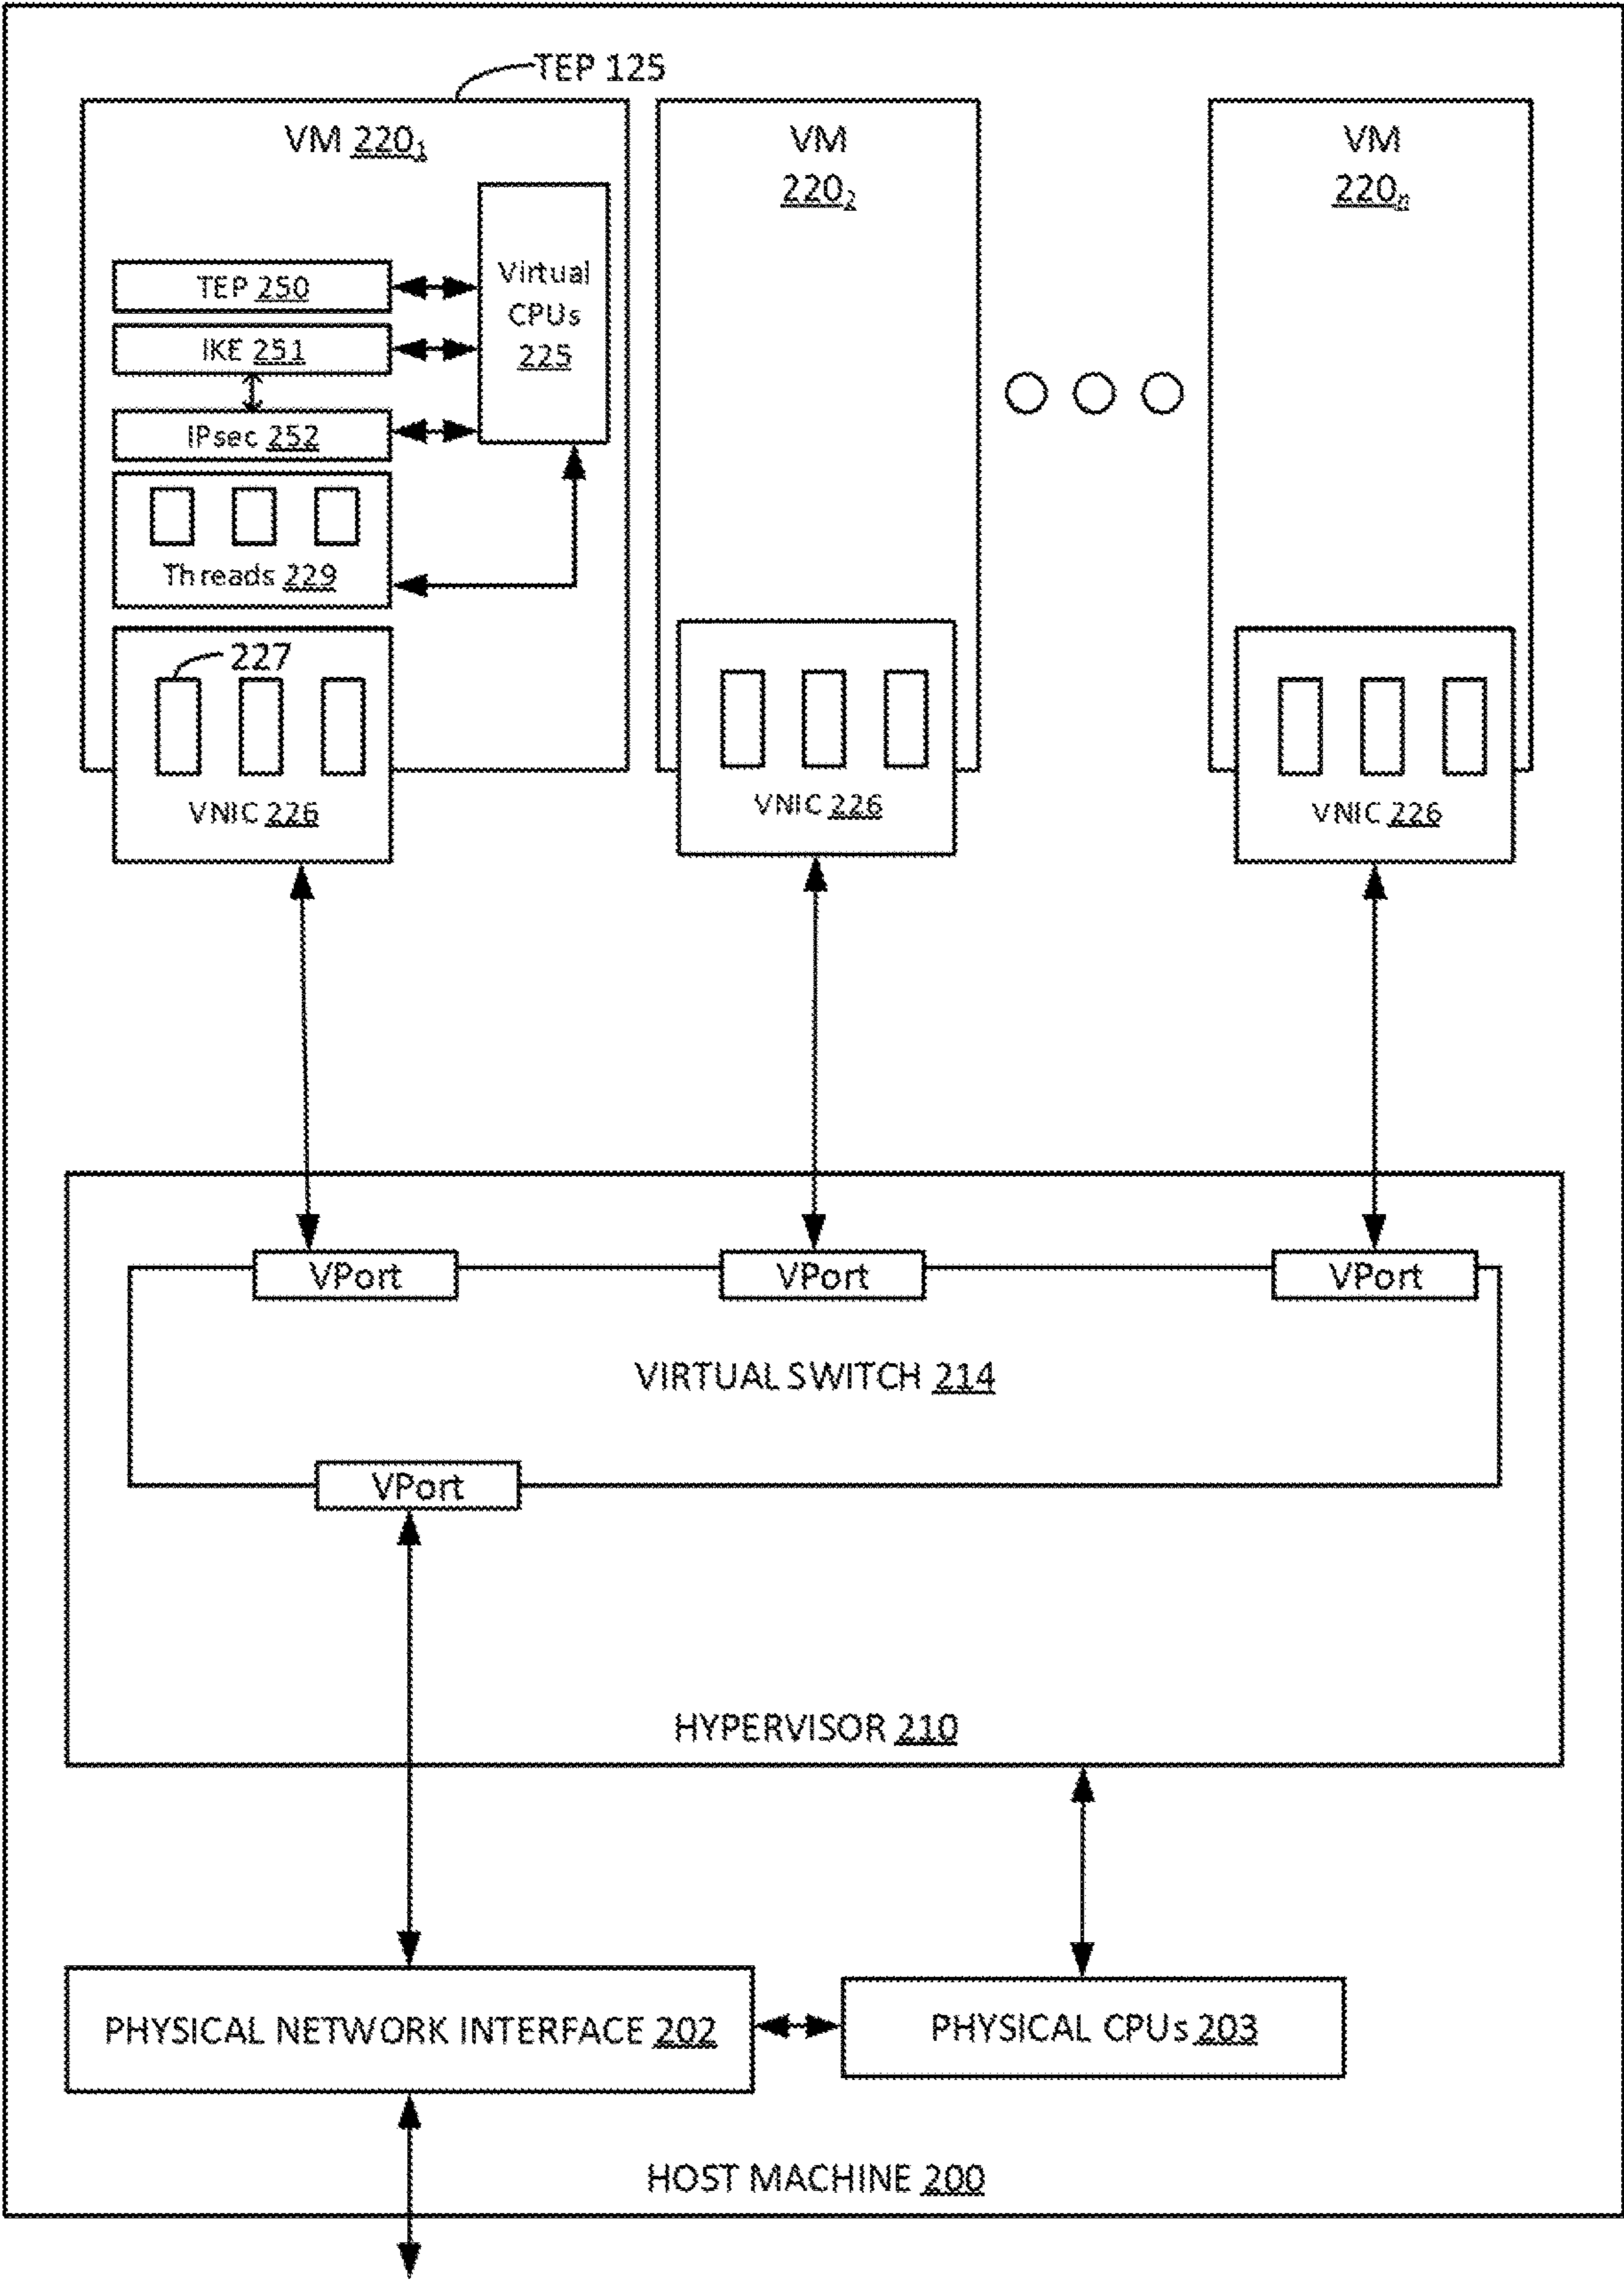 TEP 125
VM 220₁
VM
220₂
VM
220ₙ
Virtual
CPUs
225
TEP 250
IKE 251
IPsec 252
Threads 229
227
VNIC 226
VNIC 226
VNIC 226
VPort
VPort
VPort
VIRTUAL SWITCH 214
VPort
HYPERVISOR 210
PHYSICAL NETWORK INTERFACE 202
PHYSICAL CPUs 203
HOST MACHINE 200